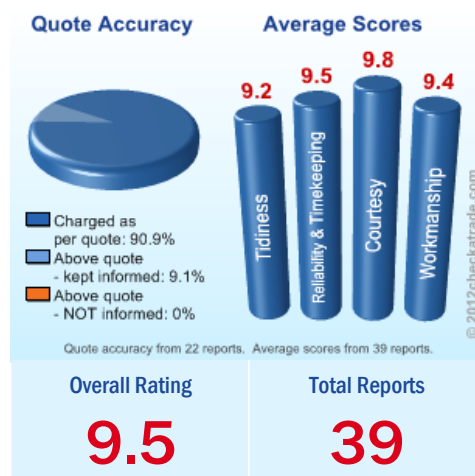 Quote Accuracy
Average Scores
9.2
9.5
9.8
9.4
Tidiness
Reliability & Timekeeping
Courtesy
Workmanship
Charged as
per quote: 90.9%
Above quote
- kept informed: 9.1%
Above quote
- NOT informed: 0%
© 2012checkatrade.com
Quote accuracy from 22 reports. Average scores from 39 reports.
Overall Rating
Total Reports
9.5
39